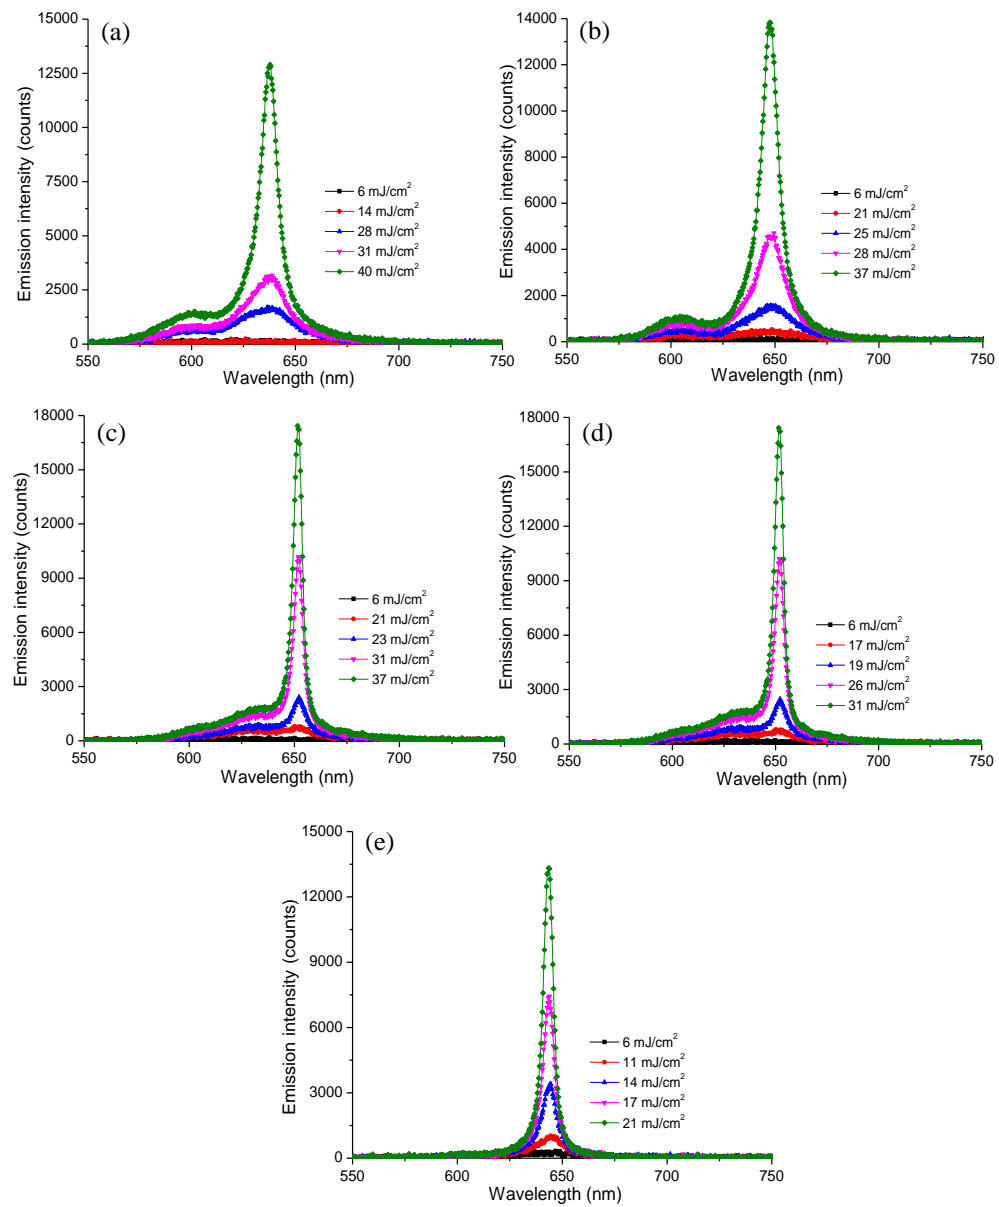 (a)
Emission intensity (counts)
15000
12500
10000
7500
5000
2500
0
6 mJ/cm²
14 mJ/cm²
28 mJ/cm²
31 mJ/cm²
40 mJ/cm²
550 600 650 700 750
Wavelength (nm)
(b)
Emission intensity (counts)
14000
12000
10000
8000
6000
4000
2000
0
6 mJ/cm²
21 mJ/cm²
25 mJ/cm²
28 mJ/cm²
37 mJ/cm²
550 600 650 700 750
Wavelength (nm)
(c)
Emission intensity (counts)
18000
15000
12000
9000
6000
3000
0
6 mJ/cm²
21 mJ/cm²
23 mJ/cm²
31 mJ/cm²
37 mJ/cm²
550 600 650 700 750
Wavelength (nm)
(d)
Emission intensity (counts)
18000
15000
12000
9000
6000
3000
0
6 mJ/cm²
17 mJ/cm²
19 mJ/cm²
26 mJ/cm²
31 mJ/cm²
550 600 650 700 750
Wavelength (nm)
(e)
Emission intensity (counts)
15000
12000
9000
6000
3000
0
6 mJ/cm²
11 mJ/cm²
14 mJ/cm²
17 mJ/cm²
21 mJ/cm²
550 600 650 700 750
Wavelength (nm)